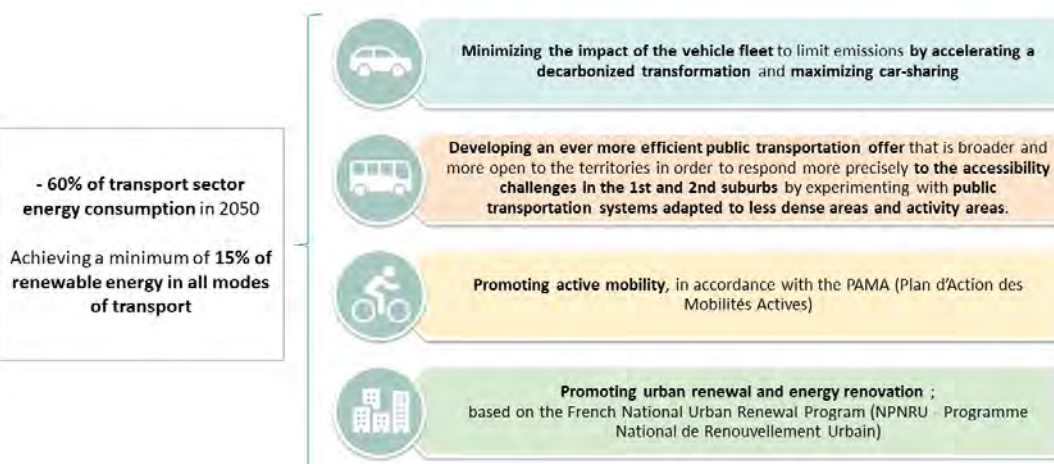 - 60% of transport sector
energy consumption in 2050
Achieving a minimum of 15% of
renewable energy in all modes
of transport
Minimizing the impact of the vehicle fleet to limit emissions by accelerating a
decarbonized transformation and maximizing car-sharing
Developing an ever more efficient public transportation offer that is broader and
more open to the territories in order to respond more precisely to the accessibility
challenges in the 1st and 2nd suburbs by experimenting with public
transportation systems adapted to less dense areas and activity areas.
Promoting active mobility, in accordance with the PAMA (Plan d'Action des
Mobilités Actives)
Promoting urban renewal and energy renovation ;
based on the French National Urban Renewal Program (NPNRU - Programme
National de Renouvellement Urbain)